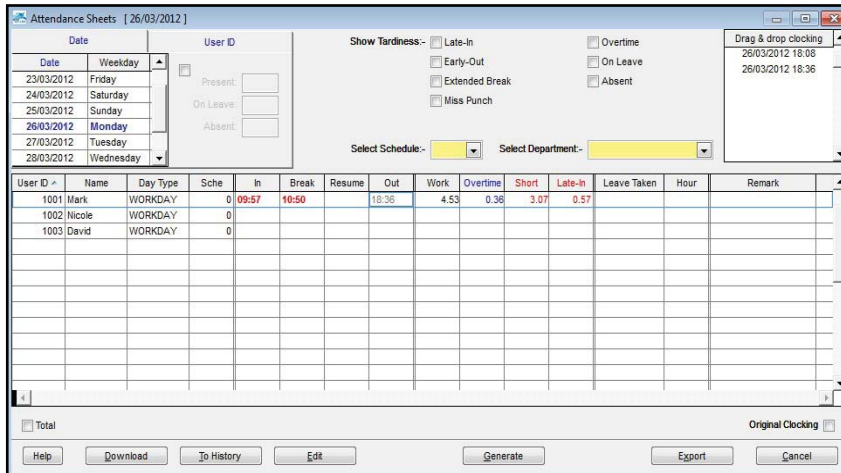 Attendance Sheets [ 26/03/2012 ]
Date User ID
Date Weekday
23/03/2012 Friday
24/03/2012 Saturday
25/03/2012 Sunday
26/03/2012 Monday
27/03/2012 Tuesday
28/03/2012 Wednesday
Present:
On Leave:
Absent:
Show Tardiness:- Late-In Overtime
Early-Out On Leave
Extended Break Absent
Miss Punch
Select Schedule:- Select Department:-
Drag & drop clocking
26/03/2012 18:08
26/03/2012 18:36
User ID Name Day Type Sche In Break Resume Out Work Overtime Short Late-In Leave Taken Hour Remark
1001 Mark WORKDAY 0 09:57 10:50 18:36 4.53 0.36 3.07 0.57
1002 Nicole WORKDAY 0
1003 David WORKDAY 0
Total Original Clocking
Help Download To History Edit Generate Export Cancel